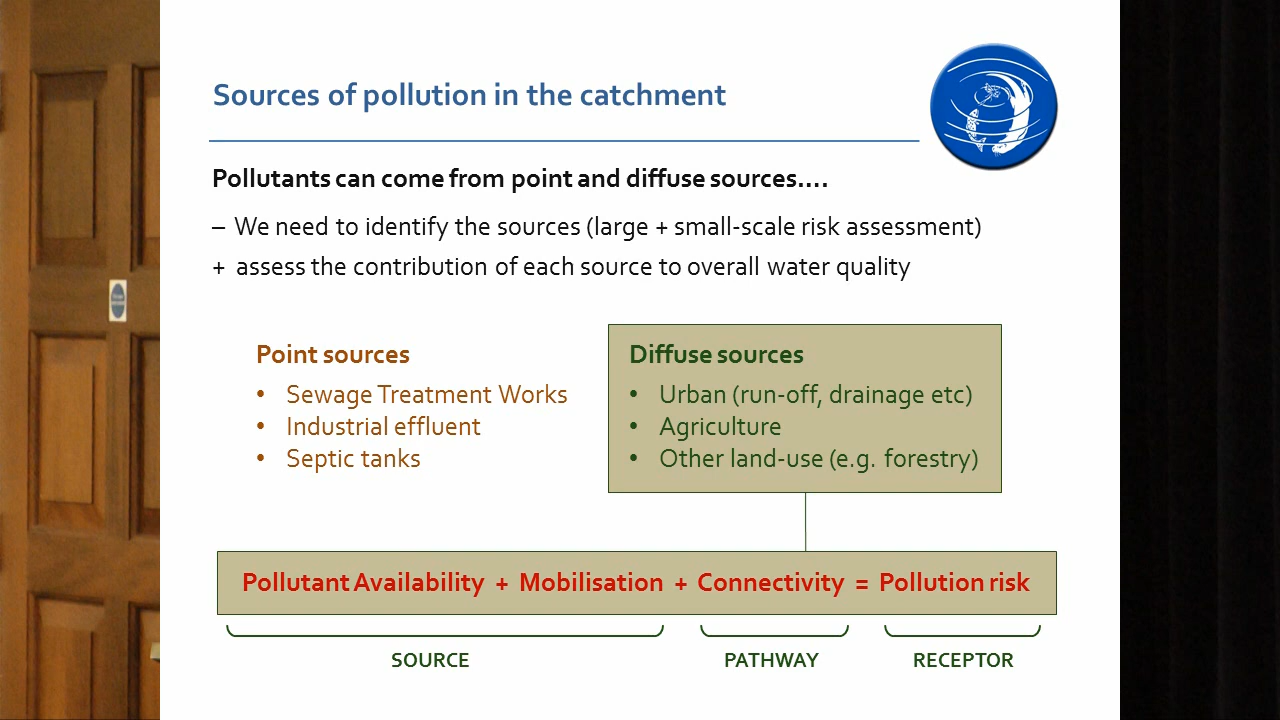 Sources of pollution in the catchment
Pollutants can come from point and diffuse sources....
– We need to identify the sources (large + small-scale risk assessment)
+ assess the contribution of each source to overall water quality
Point sources
• Sewage Treatment Works
• Industrial effluent
• Septic tanks
Diffuse sources
• Urban (run-off, drainage etc)
• Agriculture
• Other land-use (e.g. forestry)
Pollutant Availability + Mobilisation + Connectivity = Pollution risk
SOURCE
PATHWAY
RECEPTOR